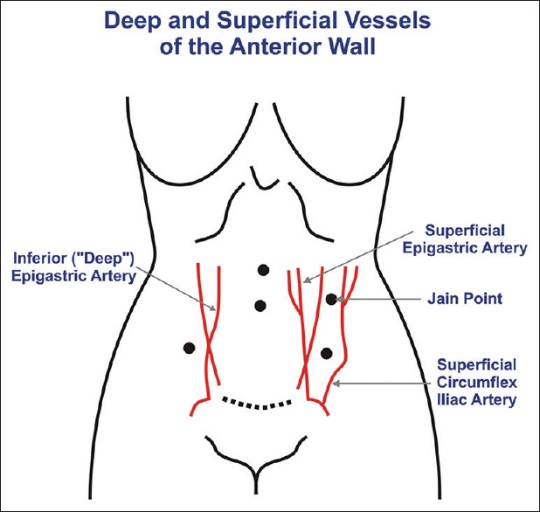 Deep and Superficial Vessels
of the Anterior Wall
Superficial
Epigastric Artery
Inferior ("Deep")
Epigastric Artery
Jain Point
Superficial
Circumflex
Iliac Artery